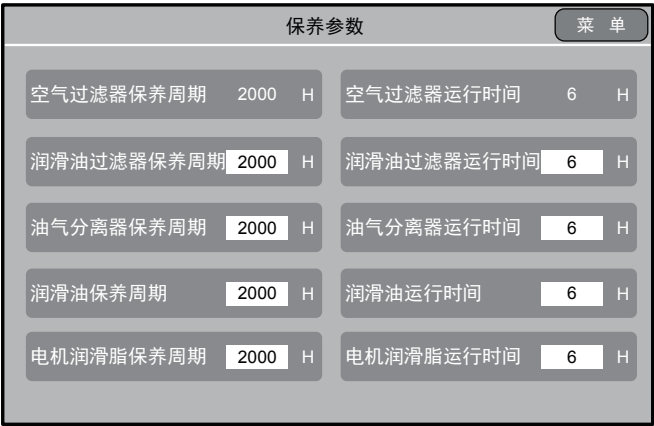 保养参数
菜 单
空气过滤器保养周期 2000 H 空气过滤器运行时间 6 H
润滑油过滤器保养周期 2000 H 润滑油过滤器运行时间 6 H
油气分离器保养周期 2000 H 油气分离器运行时间 6 H
润滑油保养周期 2000 H 润滑油运行时间 6 H
电机润滑脂保养周期 2000 H 电机润滑脂运行时间 6 H